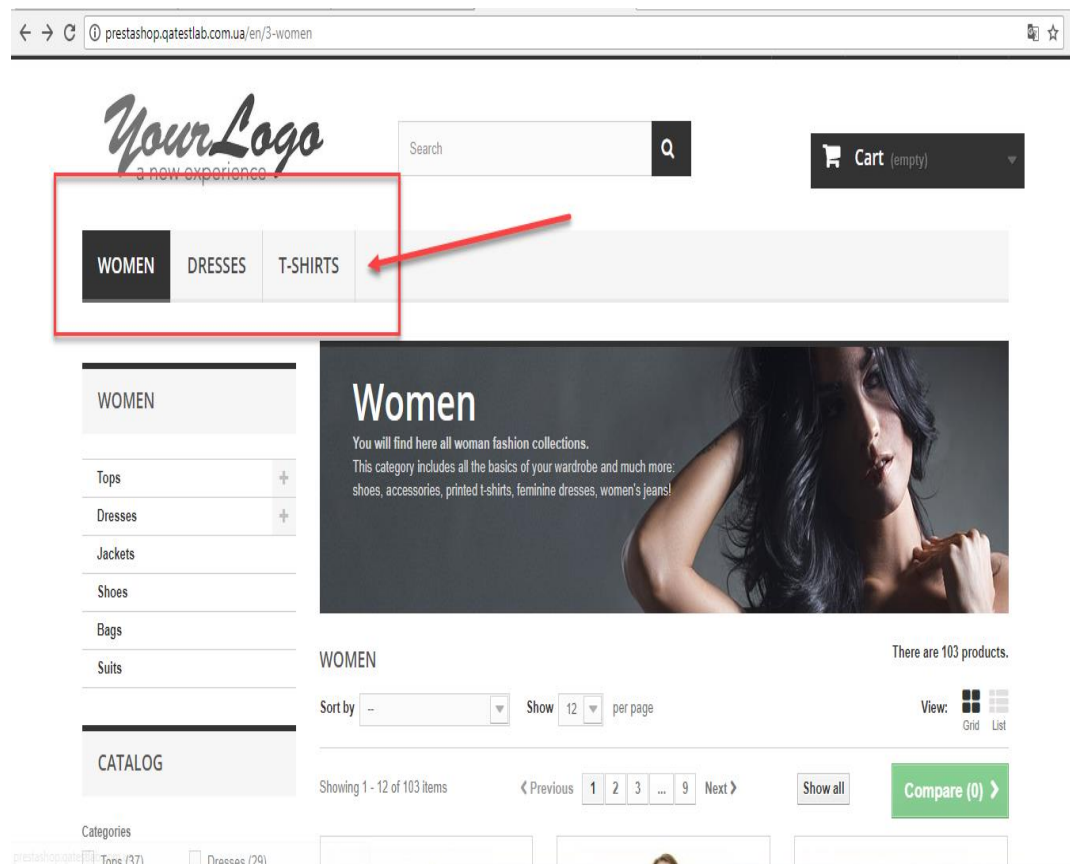 prestashop.qatestlab.com.ua/en/3-women
YourLogo
a new experience
Search
Cart (empty)
WOMEN DRESSES T-SHIRTS
WOMEN
Tops
Dresses
Jackets
Shoes
Bags
Suits
CATALOG
Categories
Tops (37) Dresses (29)
Women
You will find here all woman fashion collections.
This category includes all the basics of your wardrobe and much more:
shoes, accessories, printed t-shirts, feminine dresses, women's jeans!
WOMEN
There are 103 products.
Sort by -- Show 12 per page
View: Grid List
Showing 1 - 12 of 103 items
Previous 1 2 3 ... 9 Next
Show all
Compare (0)